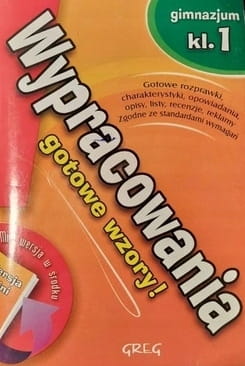 gimnazjum
kl.1
Gotowe rozprawki,
charakterystyki, opowiadania,
opisy, listy, recenzje, reklamy
Zgodne ze standardami wymagań
Wypracowania
gotowe wzory!
wersja w środku
GREG